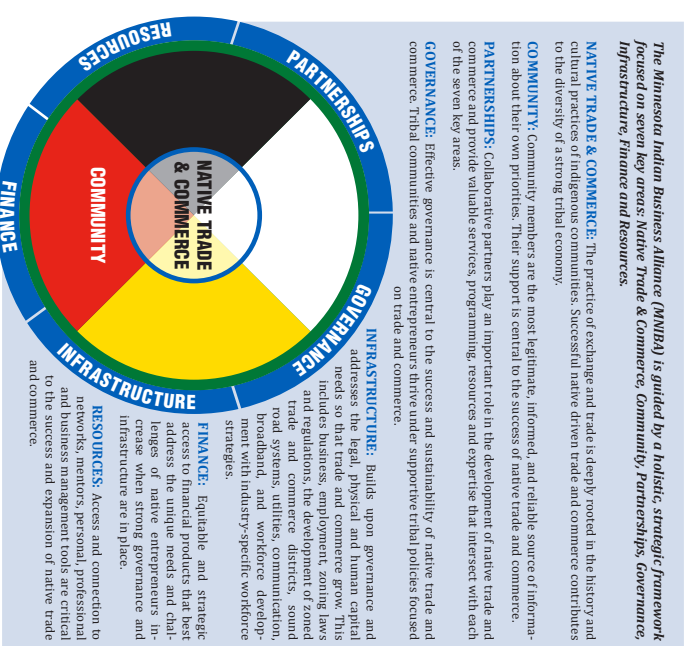 The Minnesota Indian Business Alliance (MNIBA) is guided by a holistic, strategic framework
focused on seven key areas: Native Trade & Commerce, Community, Partnerships, Governance,
Infrastructure, Finance and Resources.
NATIVE TRADE & COMMERCE: The practice of exchange and trade is deeply rooted in the history and
cultural practices of indigenous communities. Successful native driven trade and commerce contributes
to the diversity of a strong tribal economy.
COMMUNITY: Community members are the most legitimate, informed, and reliable source of informa-
tion about their own priorities. Their support is central to the success of native trade and commerce.
PARTNERSHIPS: Collaborative partners play an important role in the development of native trade and
commerce and provide valuable services, programming, resources and expertise that intersect with each
of the seven key areas.
GOVERNANCE: Effective governance is central to the success and sustainability of native trade and
commerce. Tribal communities and native entrepreneurs thrive under supportive tribal policies focused
on trade and commerce.
INFRASTRUCTURE: Builds upon governance and
addresses the legal, physical and human capital
needs so that trade and commerce grow. This
includes business, employment, zoning laws
and regulations, the development of zoned
trade and commerce districts, sound
road systems, utilities, communication,
broadband, and workforce develop-
ment with industry-specific workforce
strategies.
FINANCE: Equitable and strategic
access to financial products that best
address the unique needs and chal-
lenges of native entrepreneurs in-
crease when strong governance and
infrastructure are in place.
RESOURCES: Access and connection to
networks, mentors, personal, professional
and business management tools are critical
to the success and expansion of native trade
and commerce.
PARTNERSHIPS
GOVERNANCE
RESOURCES
NATIVE TRADE
& COMMERCE
COMMUNITY
INFRASTRUCTURE
FINANCE